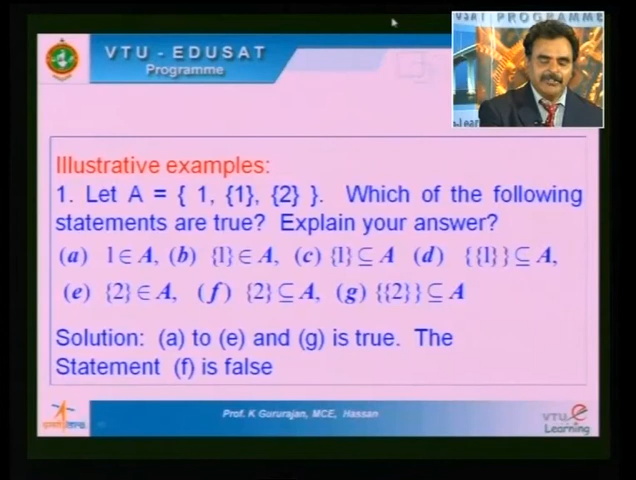 VTU - EDUSAT
Programme
USAT PROGRAMME
Illustrative examples:
1. Let A = { 1, {1}, {2} }. Which of the following
statements are true? Explain your answer?
(a) 1 ∈ A, (b) {1} ∈ A, (c) {1} ⊆ A (d) {{1}} ⊆ A,
(e) {2} ∈ A, (f) {2} ⊆ A, (g) {{2}} ⊆ A
Solution: (a) to (e) and (g) is true. The
Statement (f) is false
Prof. K Gururajan, MCE, Hassan
VTU e
Learning